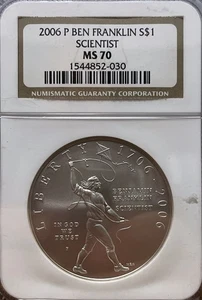 2006 P BEN FRANKLIN S$1
SCIENTIST
MS 70
1544852-030
NUMISMATIC GUARANTY CORPORATION
LIBERTY 1706-2006
BENJAMIN
FRANKLIN
SCIENTIST
IN GOD
WE
TRUST
P